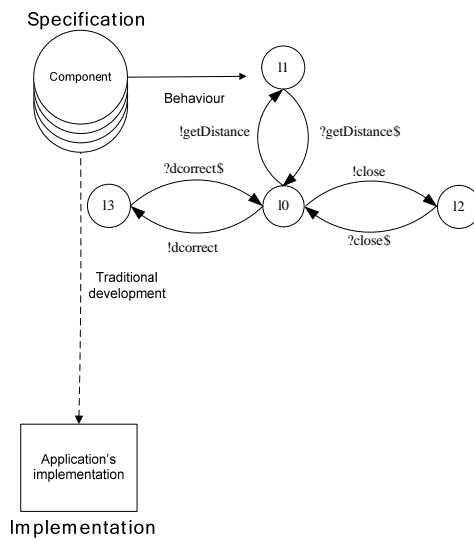 Specification
Component
Behaviour
l1
!getDistance
?getDistance$
?dcorrect$
!close
l3
l0
l2
!dcorrect
?close$
Traditional
development
Application's
implementation
Implementation